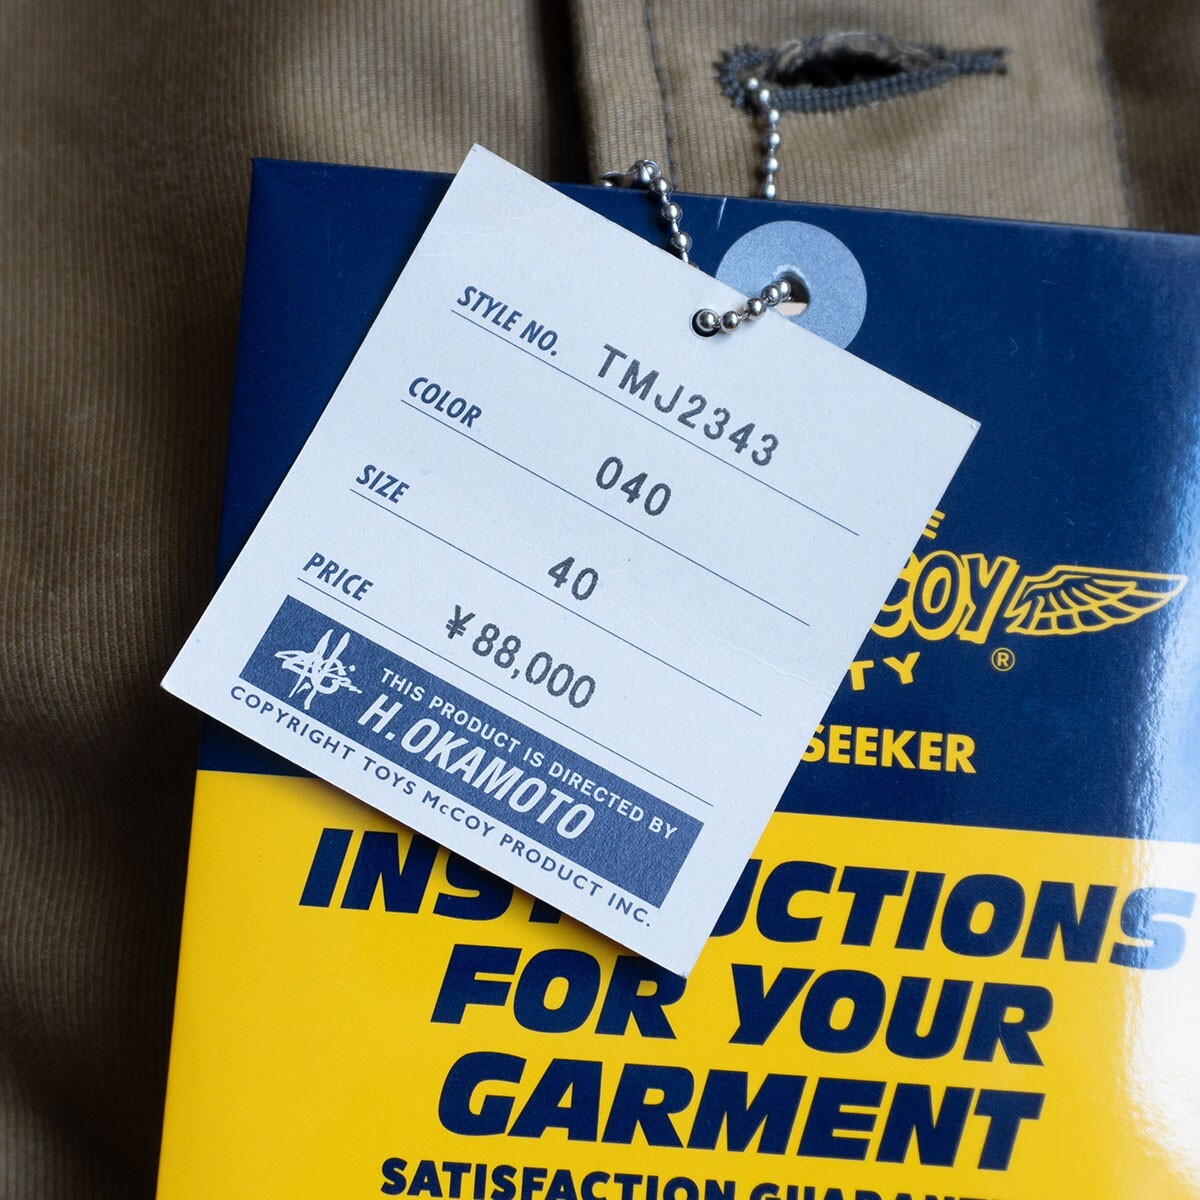 STYLE NO. TMJ2343
COLOR 040
SIZE 40
PRICE ¥88,000
THIS PRODUCT IS DIRECTED BY
H.OKAMOTO
COPYRIGHT TOYS McCOY PRODUCT INC.
COY
®
TY
SEEKER
INSTRUCTIONS
FOR YOUR
GARMENT
SATISFACTION